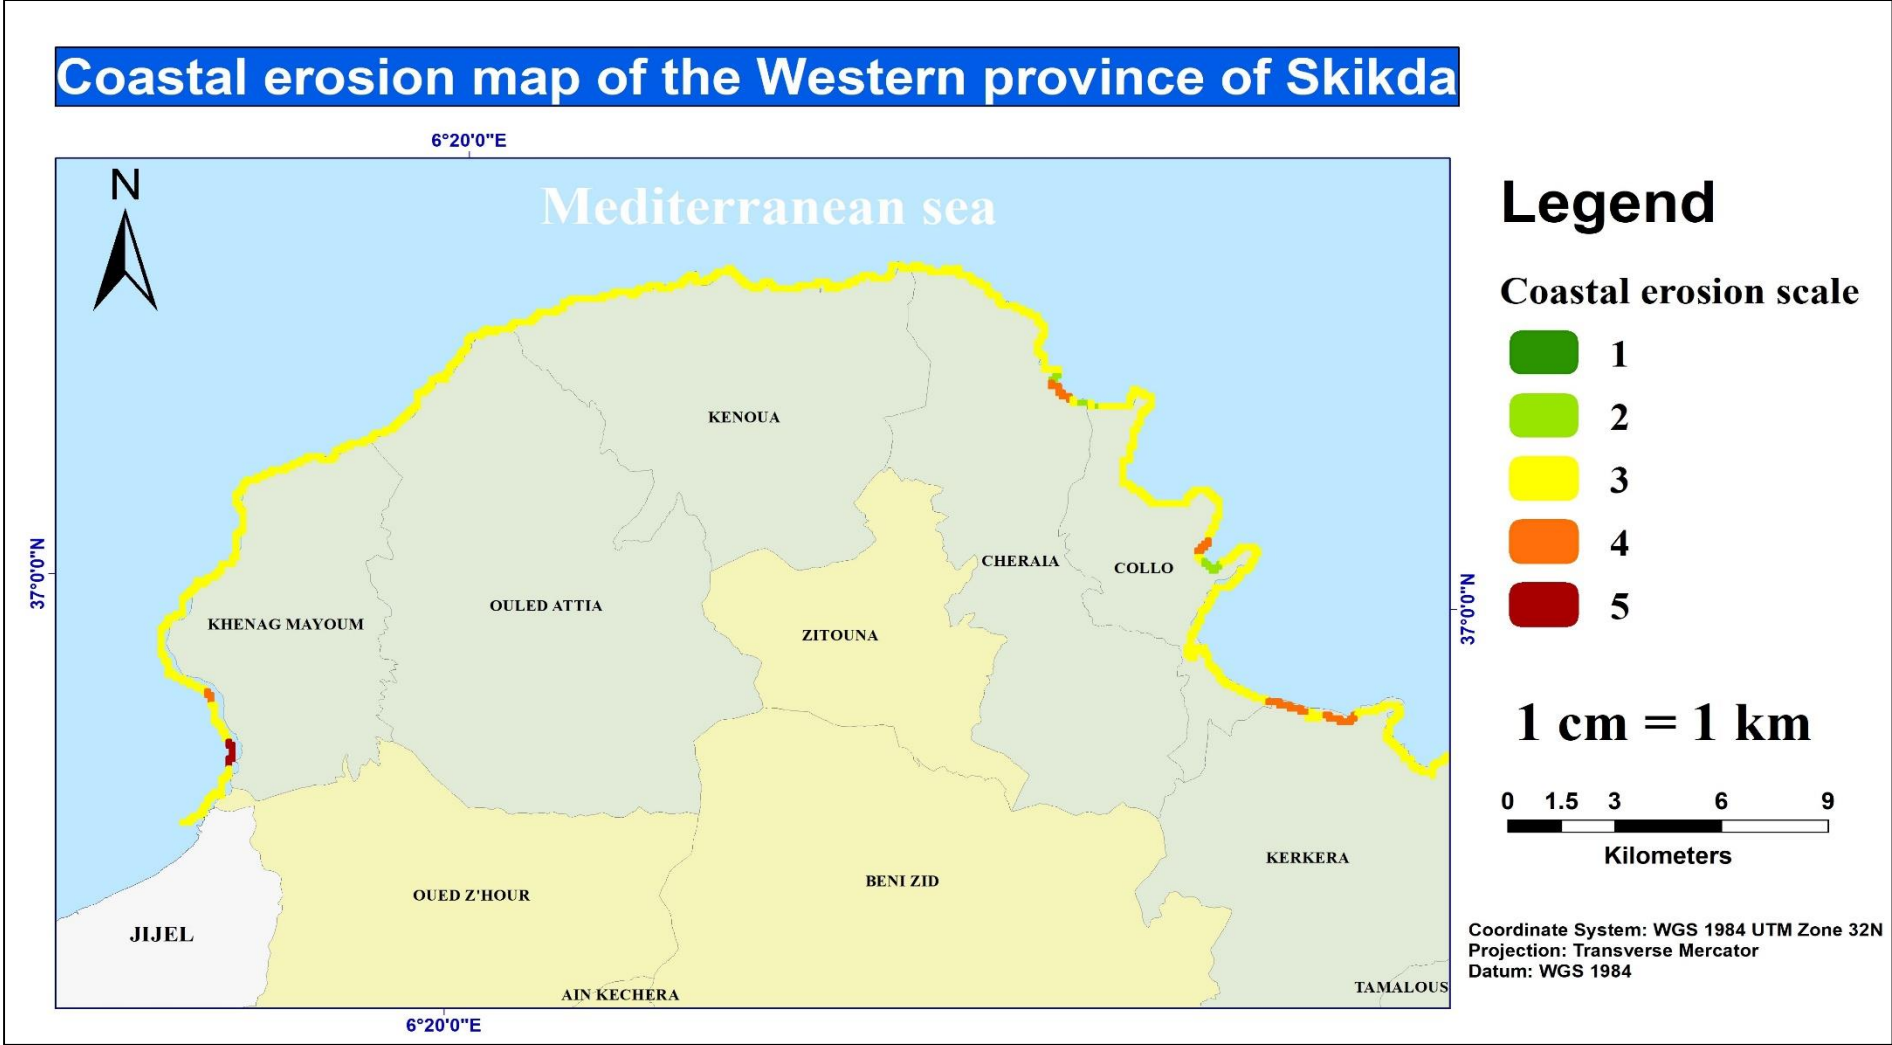 Coastal erosion map of the Western province of Skikda
6°20'0"E
N
Mediterranean sea
KENOUA
CHERAIA
COLLO
OULED ATTIA
KHENAG MAYOUM
ZITOUNA
KERKERA
BENI ZID
OUED Z'HOUR
JIJEL
AIN KECHERA
TAMALOUS
37°0'0"N
37°0'0"N
6°20'0"E
Legend
Coastal erosion scale
1
2
3
4
5
1 cm = 1 km
0 1.5 3 6 9
Kilometers
Coordinate System: WGS 1984 UTM Zone 32N
Projection: Transverse Mercator
Datum: WGS 1984